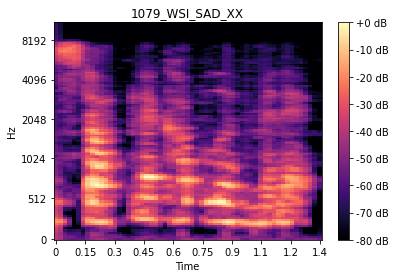 1079_WSI_SAD_XX
8192
4096
2048
1024
512
0
Hz
0 0.15 0.3 0.45 0.6 0.75 0.9 1.1 1.2 1.4
Time
+0 dB
-10 dB
-20 dB
-30 dB
-40 dB
-50 dB
-60 dB
-70 dB
-80 dB